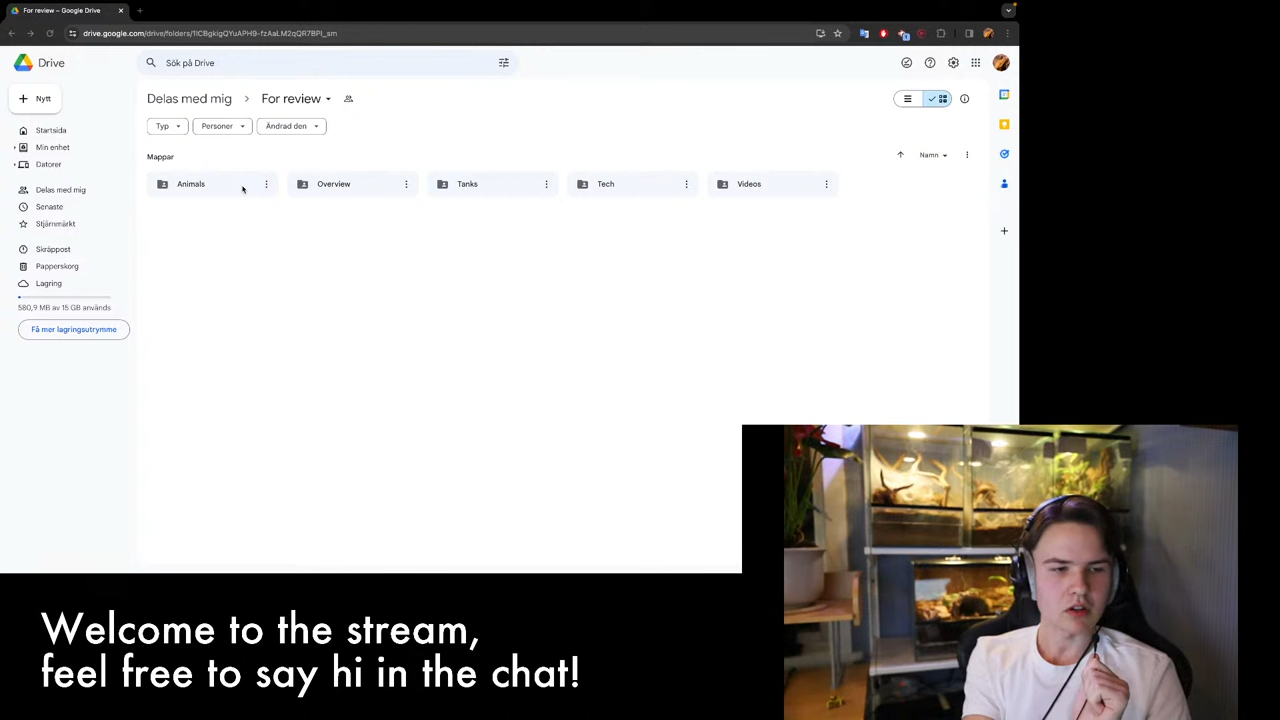 For review – Google Drive
drive.google.com/drive/folders/
Drive
Sök på Drive
Nytt
Startsida
Min enhet
Datorer
Delas med mig
Senaste
Stjärnmärkt
Skräppost
Papperskorg
Lagring
580,9 MB av 15 GB används
Få mer lagringsutrymme
Delas med mig
For review
Typ
Personer
Ändrad den
Mappar
Namn
Animals
Overview
Tanks
Tech
Videos
Welcome to the stream,
feel free to say hi in the chat!